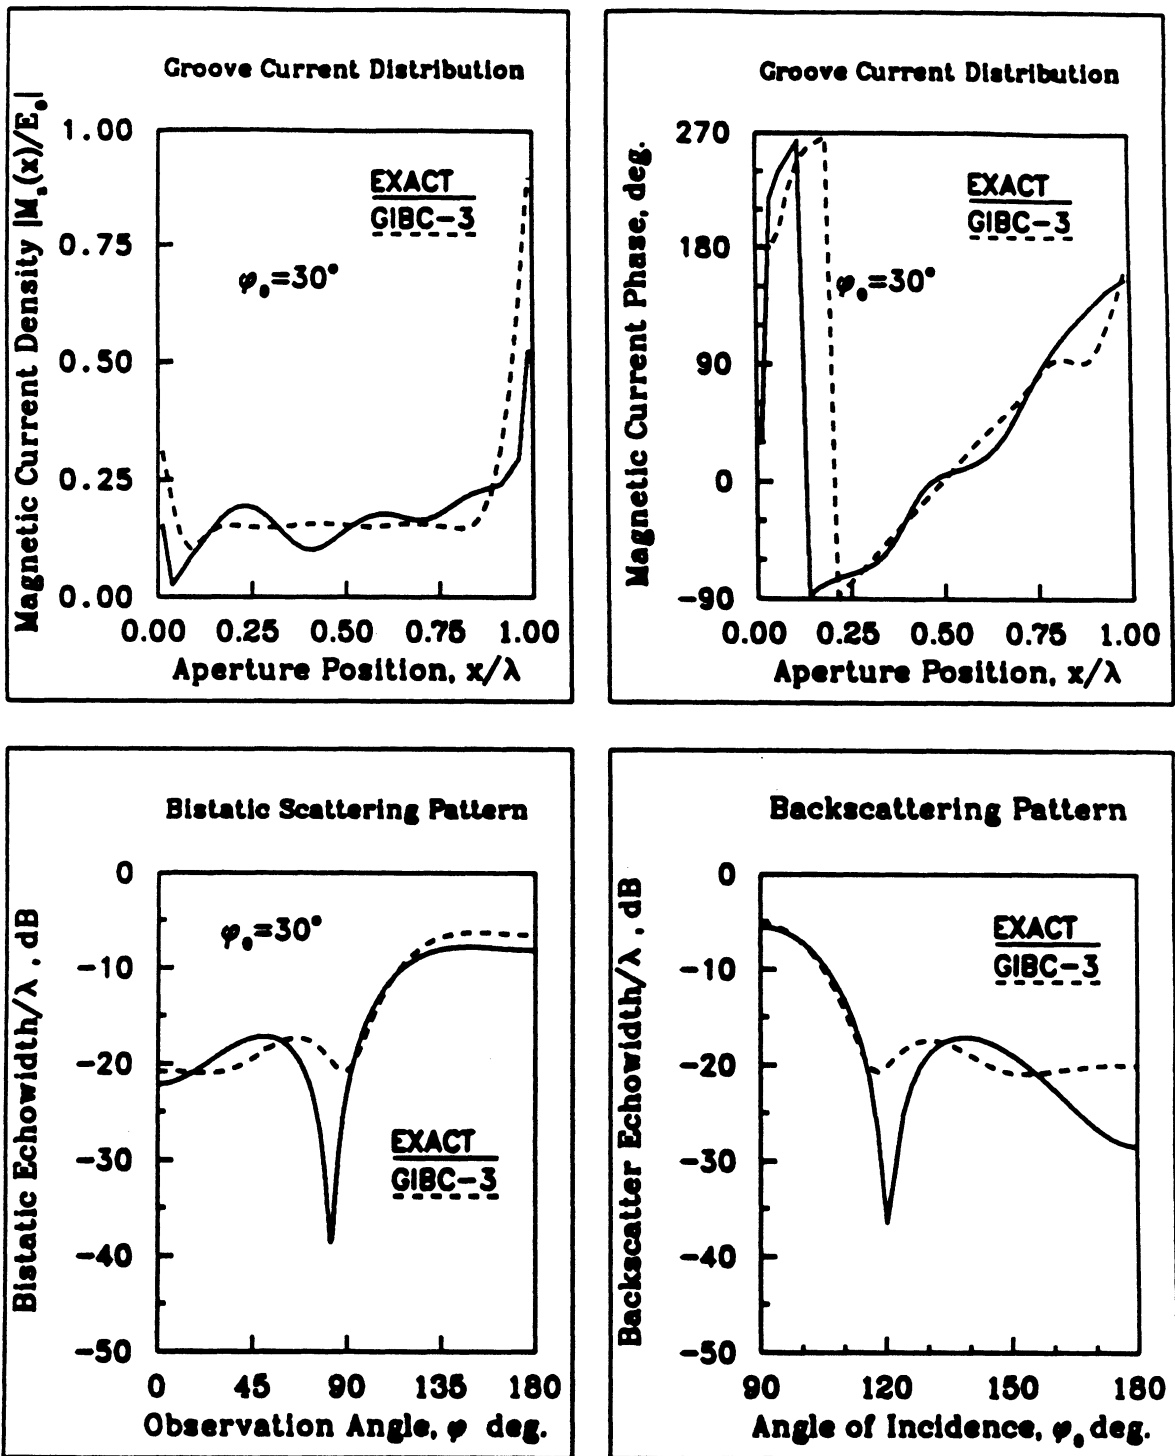 Groove Current Distribution
Magnetic Current Density |Mₛ(x)/Eₒ|
1.00
0.75
0.50
0.25
0.00
EXACT
GIBC-3
φₒ=30°
0.00 0.25 0.50 0.75 1.00
Aperture Position, x/λ
Groove Current Distribution
Magnetic Current Phase, deg.
270
180
90
0
-90
EXACT
GIBC-3
φₒ=30°
0.00 0.25 0.50 0.75 1.00
Aperture Position, x/λ
Bistatic Scattering Pattern
Bistatic Echowidth/λ, dB
0
-10
-20
-30
-40
-50
φₒ=30°
EXACT
GIBC-3
0 45 90 135 180
Observation Angle, φ deg.
Backscattering Pattern
Backscatter Echowidth/λ, dB
0
-10
-20
-30
-40
-50
EXACT
GIBC-3
90 120 150 180
Angle of Incidence, φₒ deg.